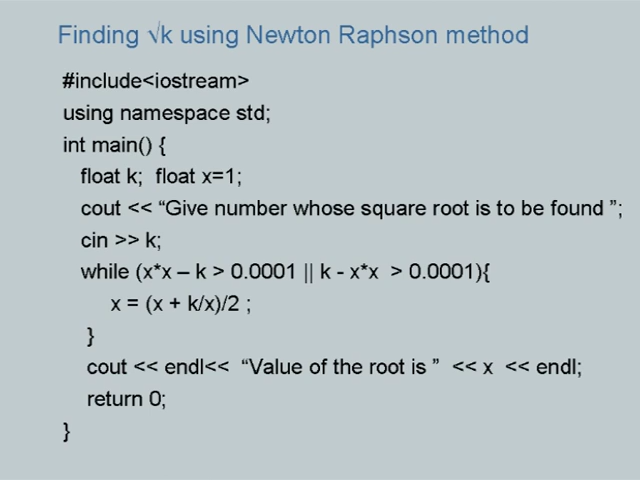 Finding √k using Newton Raphson method
#include<iostream>
using namespace std;
int main() {
float k;  float x=1;
cout << “Give number whose square root is to be found ”;
cin >> k;
while (x*x – k > 0.0001 || k - x*x  > 0.0001){
x = (x + k/x)/2 ;
}
cout << endl<<  “Value of the root is ”  << x  << endl;
return 0;
}